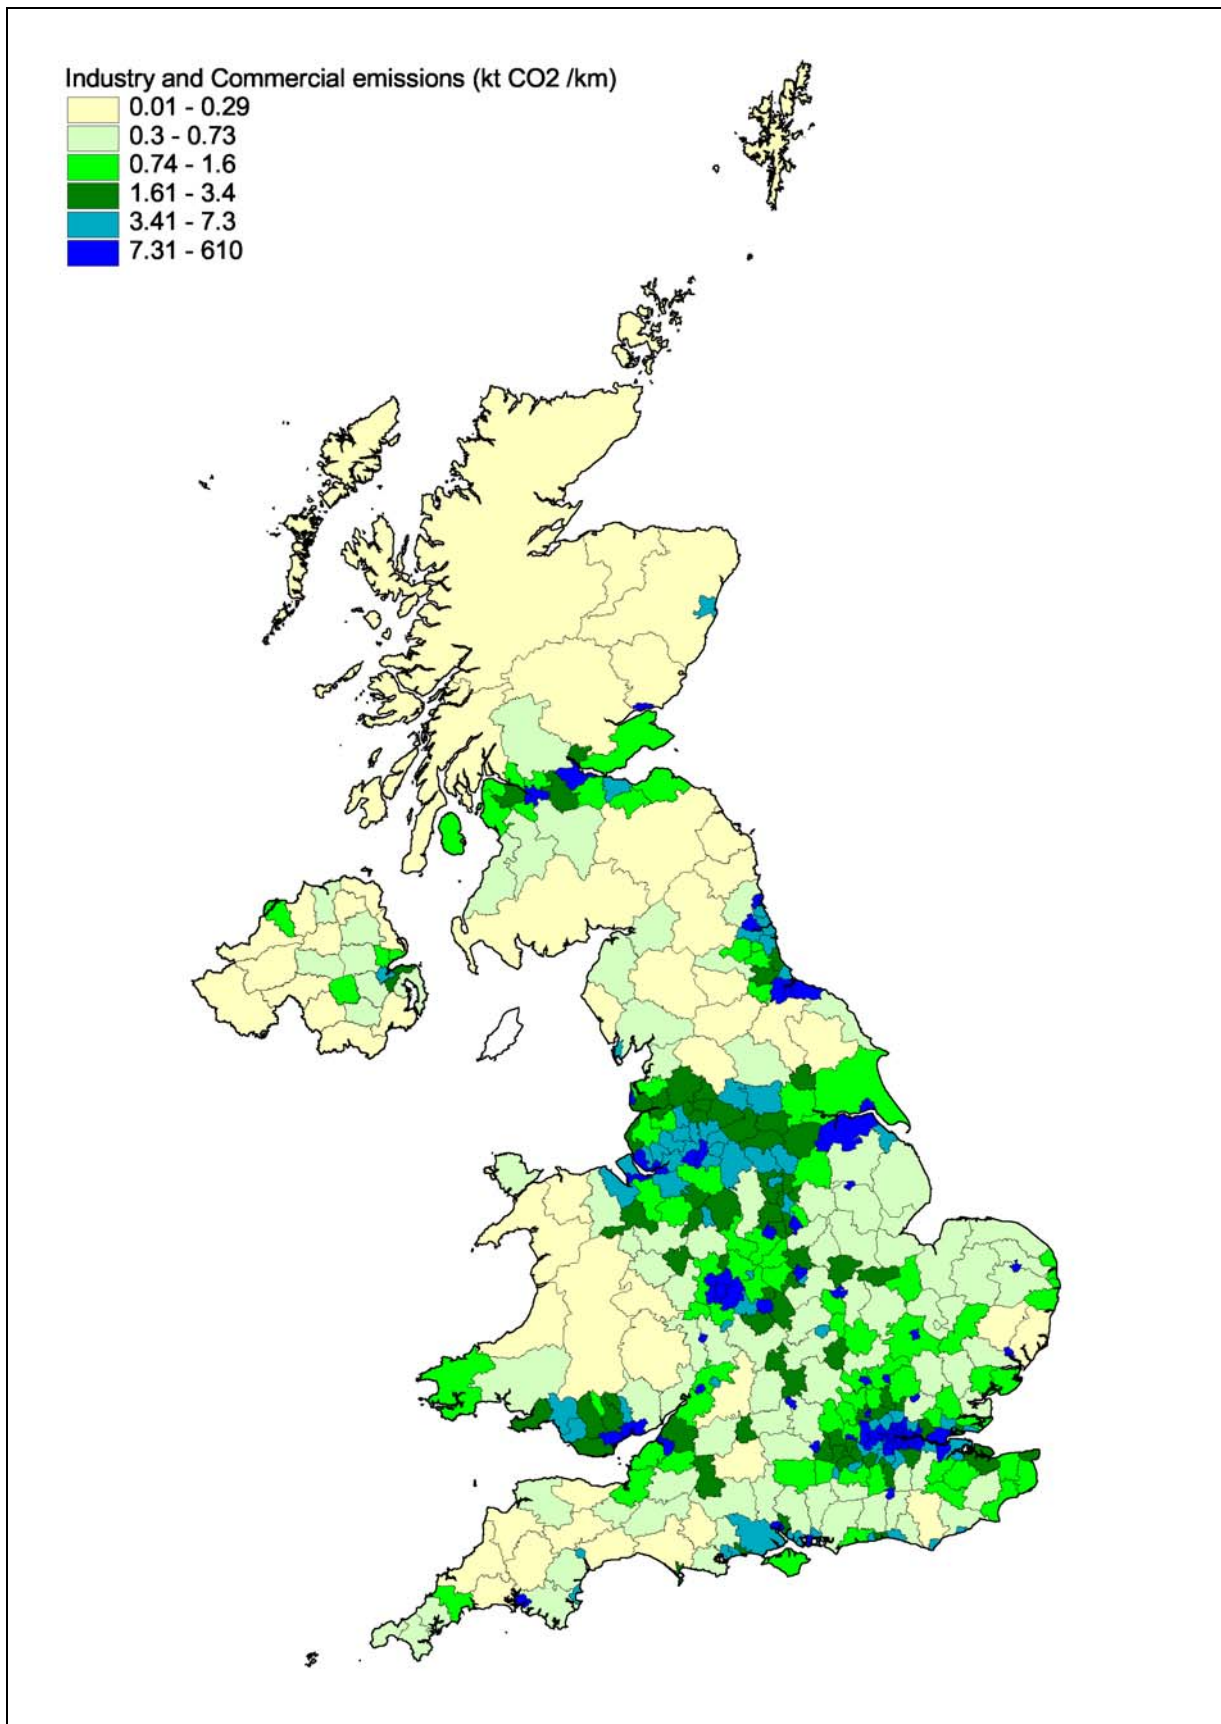 Industry and Commercial emissions (kt CO2 /km)
0.01 - 0.29
0.3 - 0.73
0.74 - 1.6
1.61 - 3.4
3.41 - 7.3
7.31 - 610